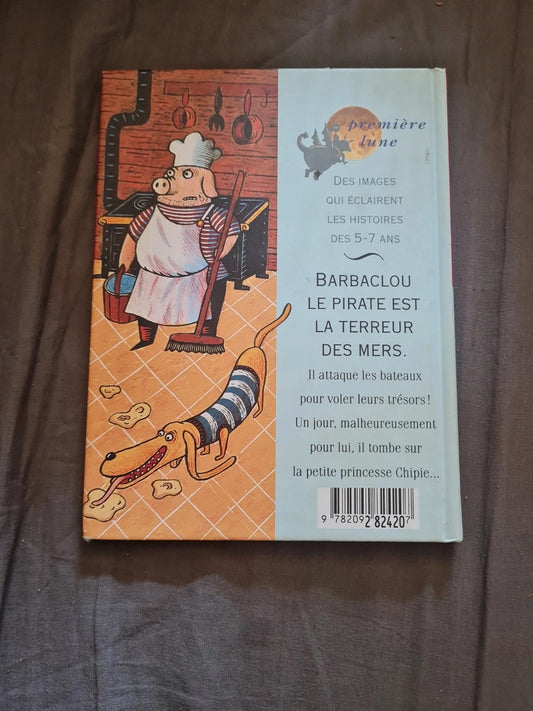 première
lune
DES IMAGES
QUI ÉCLAIRENT
LES HISTOIRES
DES 5-7 ANS
BARBACLOU
LE PIRATE EST
LA TERREUR
DES MERS.
Il attaque les bateaux
pour voler leurs trésors !
Un jour, malheureusement
pour lui, il tombe sur
la petite princesse Chipie...
9 782092 824207